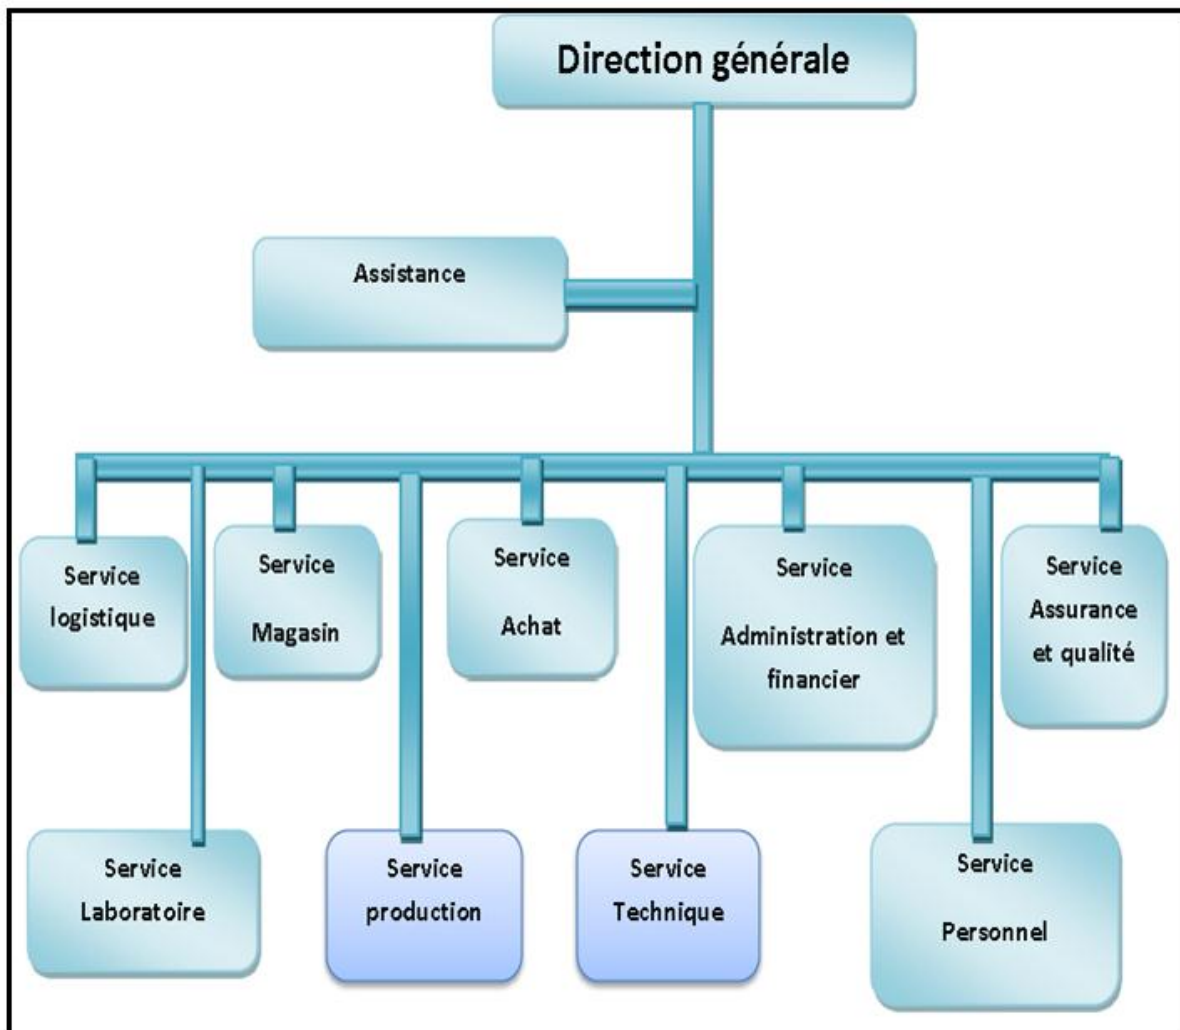 Direction générale
Assistance
Service
logistique
Service
Magasin
Service
Achat
Service
Administration et
financier
Service
Assurance
et qualité
Service
Laboratoire
Service
production
Service
Technique
Service
Personnel